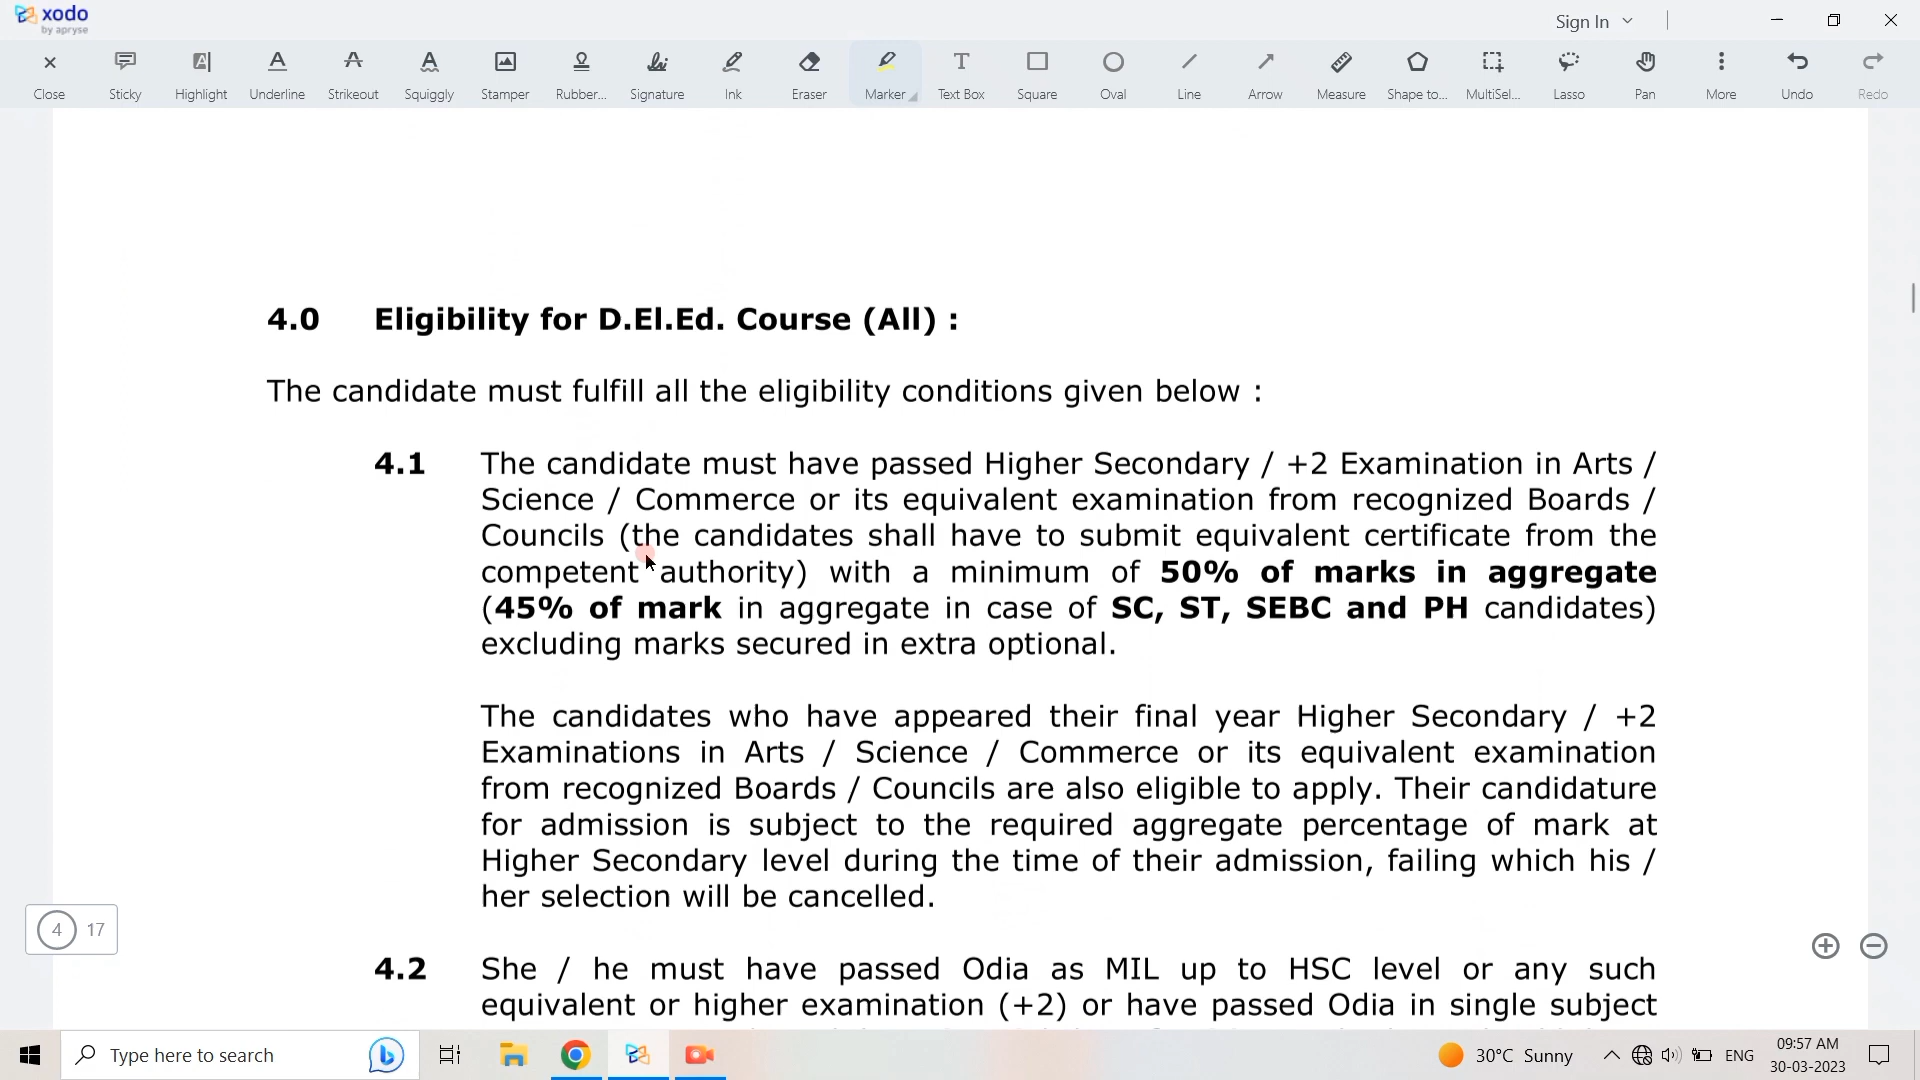 xodo
by apryse
Sign In
Close
Sticky
Highlight
Underline
Strikeout
Squiggly
Stamper
Rubber...
Signature
Ink
Eraser
Marker
Text Box
Square
Oval
Line
Arrow
Measure
Shape to...
MultiSel...
Lasso
Pan
More
Undo
Redo
4.0 Eligibility for D.El.Ed. Course (All) :
The candidate must fulfill all the eligibility conditions given below :
4.1 The candidate must have passed Higher Secondary / +2 Examination in Arts /
Science / Commerce or its equivalent examination from recognized Boards /
Councils (the candidates shall have to submit equivalent certificate from the
competent authority) with a minimum of 50% of marks in aggregate
(45% of mark in aggregate in case of SC, ST, SEBC and PH candidates)
excluding marks secured in extra optional.
The candidates who have appeared their final year Higher Secondary / +2
Examinations in Arts / Science / Commerce or its equivalent examination
from recognized Boards / Councils are also eligible to apply. Their candidature
for admission is subject to the required aggregate percentage of mark at
Higher Secondary level during the time of their admission, failing which his /
her selection will be cancelled.
4 17
4.2 She / he must have passed Odia as MIL up to HSC level or any such
equivalent or higher examination (+2) or have passed Odia in single subject
Type here to search
30°C Sunny
ENG
09:57 AM
30-03-2023